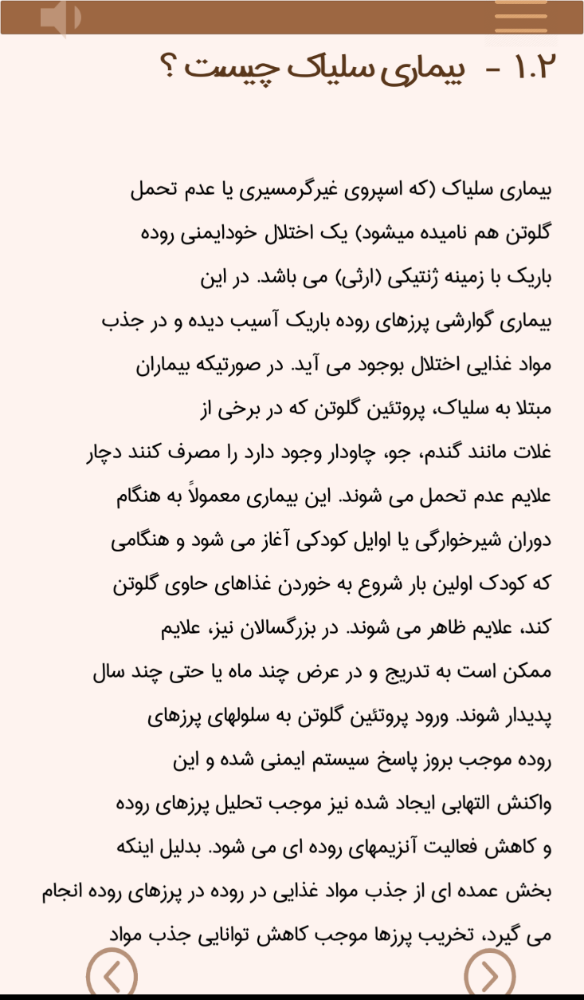 ۱.۲ - بیماری سلیاک چیست ؟
بیماری سلیاک (که اسپروی غیرگرمسیری یا عدم تحمل
گلوتن هم نامیده میشود) یک اختلال خودایمنی روده
باریک با زمینه ژنتیکی (ارثی) می باشد. در این
بیماری گوارشی پرزهای روده باریک آسیب دیده و در جذب
مواد غذایی اختلال بوجود می آید. در صورتیکه بیماران
مبتلا به سلیاک، پروتئین گلوتن که در برخی از
غلات مانند گندم، جو، چاودار وجود دارد را مصرف کنند دچار
علایم عدم تحمل می شوند. این بیماری معمولاً به هنگام
دوران شیرخوارگی یا اوایل کودکی آغاز می شود و هنگامی
که کودک اولین بار شروع به خوردن غذاهای حاوی گلوتن
کند، علایم ظاهر می شوند. در بزرگسالان نیز، علایم
ممکن است به تدریج و در عرض چند ماه یا حتی چند سال
پدیدار شوند. ورود پروتئین گلوتن به سلولهای پرزهای
روده موجب بروز پاسخ سیستم ایمنی شده و این
واکنش التهابی ایجاد شده نیز موجب تحلیل پرزهای روده
و کاهش فعالیت آنزیمهای روده ای می شود. بدلیل اینکه
بخش عمده ای از جذب مواد غذایی در روده در پرزهای روده انجام
می گیرد، تخریب پرزها موجب کاهش توانایی جذب مواد